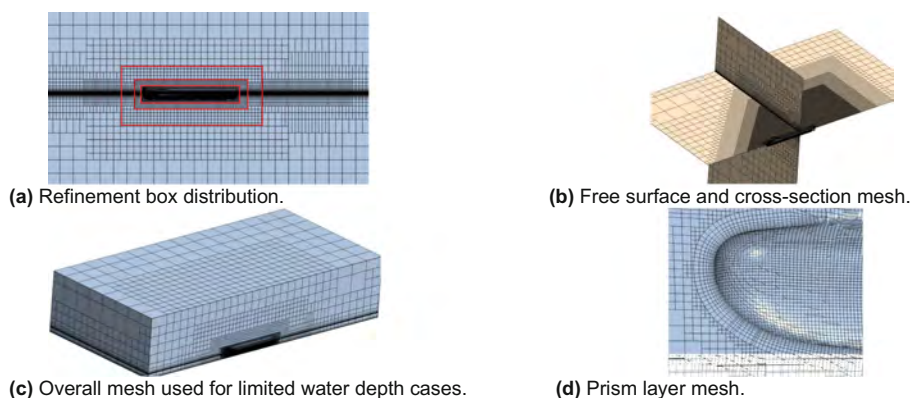 (a) Refinement box distribution.
(b) Free surface and cross-section mesh.
(c) Overall mesh used for limited water depth cases.
(d) Prism layer mesh.